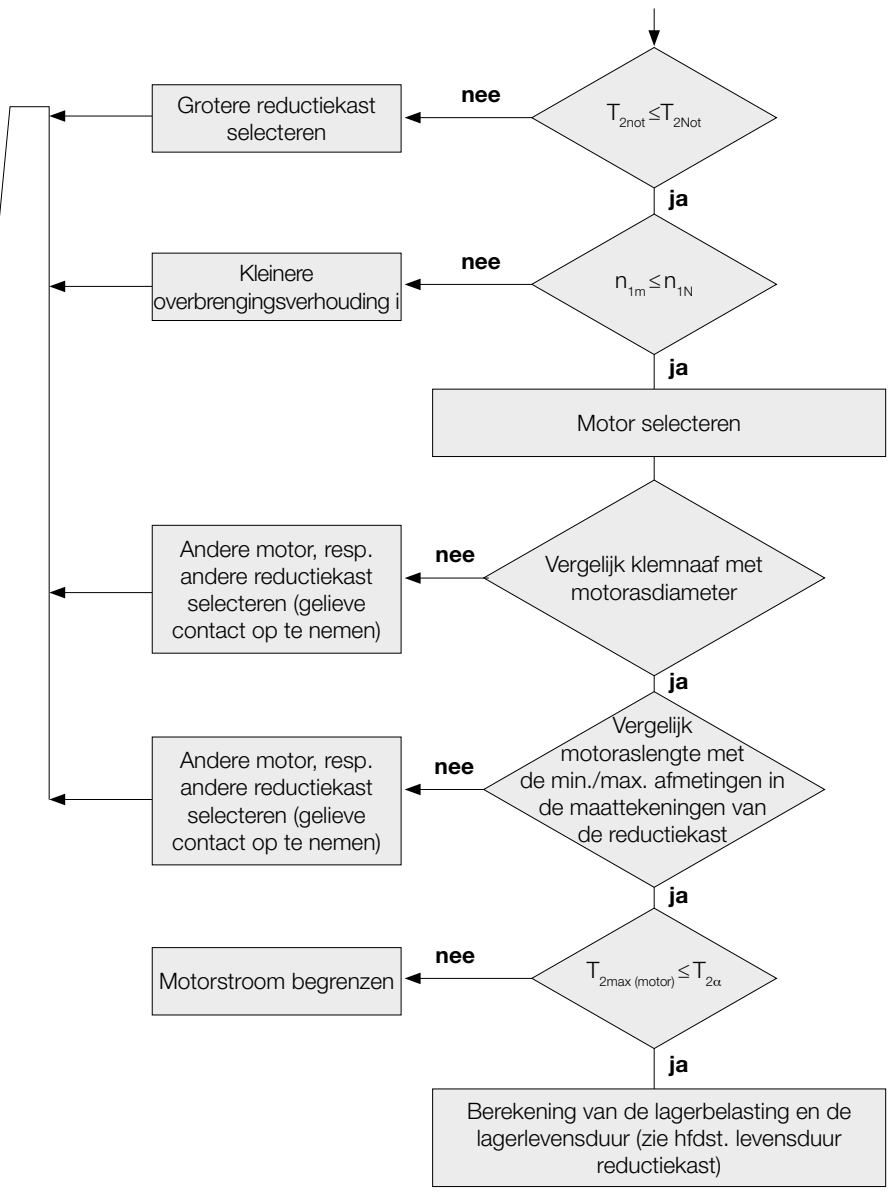 Grotere reductiekast
selecteren
nee
T2not ≤ T2Not
ja
Kleinere
overbrengingsverhouding i
nee
n1m ≤ n1N
ja
Motor selecteren
Andere motor, resp.
andere reductiekast
selecteren (gelieve
contact op te nemen)
nee
Vergelijk klemnaaf met
motorasdiameter
ja
Andere motor, resp.
andere reductiekast
selecteren (gelieve
contact op te nemen)
nee
Vergelijk
motoraslengte met
de min./max. afmetingen in
de maattekeningen van
de reductiekast
ja
Motorstroom begrenzen
nee
T2max (motor) ≤ T2α
ja
Berekening van de lagerbelasting en de
lagerlevensduur (zie hfdst. levensduur
reductiekast)